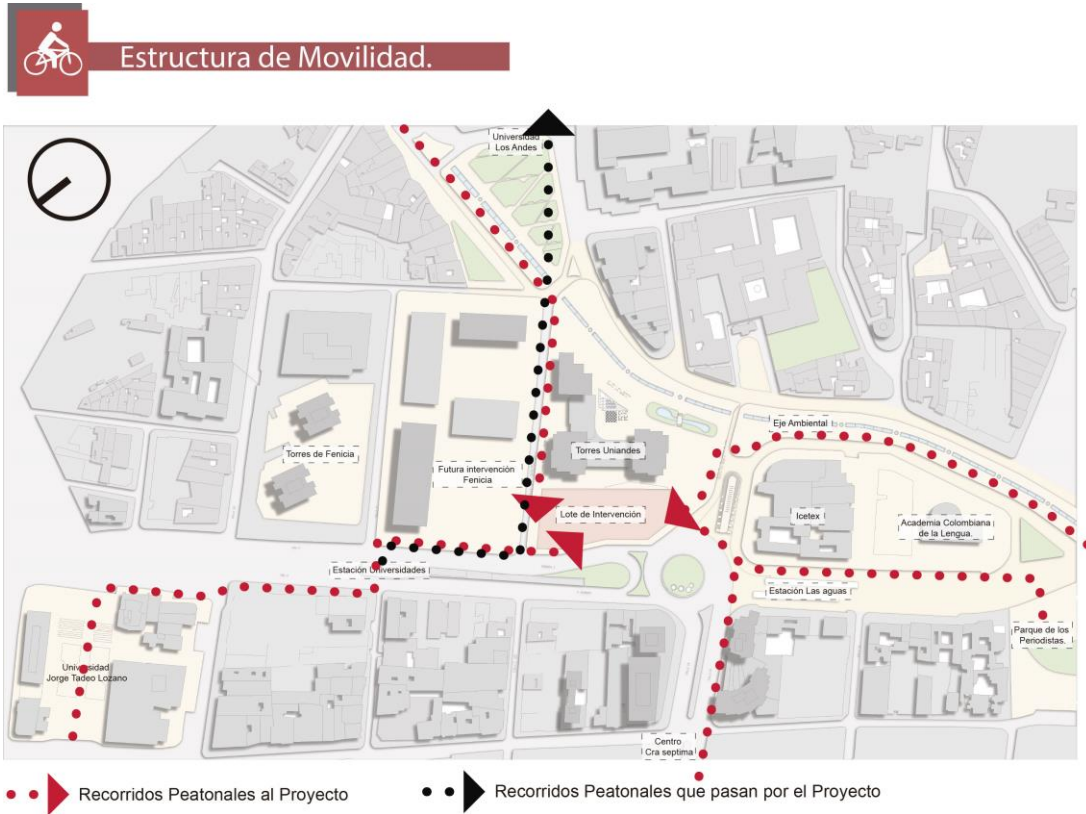 Estructura de Movilidad.
Universidad
Los Andes
Eje Ambiental
Torres de Fenicia
Torres Uniandes
Futura intervención
Fenicia
Lote de Intervención
Icetex
Academia Colombiana
de la Lengua.
Estación Universidades
Estación Las aguas
Parque de los
Periodistas.
Universidad
Jorge Tadeo Lozano
Centro
Cra septima
Recorridos Peatonales al Proyecto
Recorridos Peatonales que pasan por el Proyecto